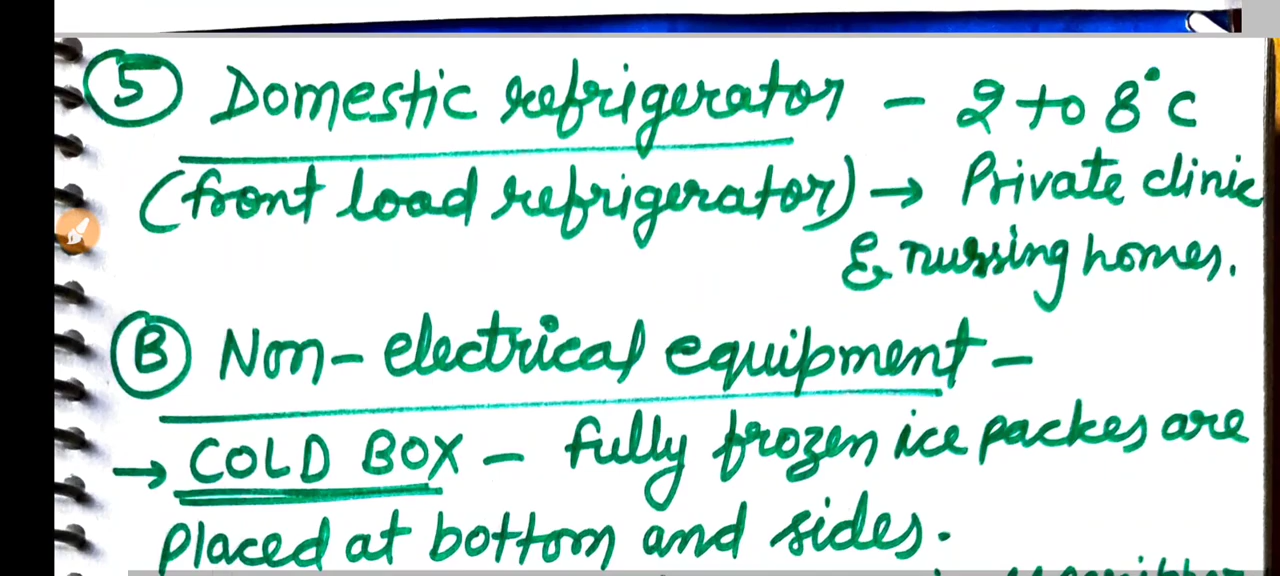 5 Domestic refrigerator - 2 to 8°c
(front load refrigerator) → Private clinic
& nursing homes.
B Non-electrical equipment -
→ COLD BOX - fully frozen ice packes are
placed at bottom and sides.